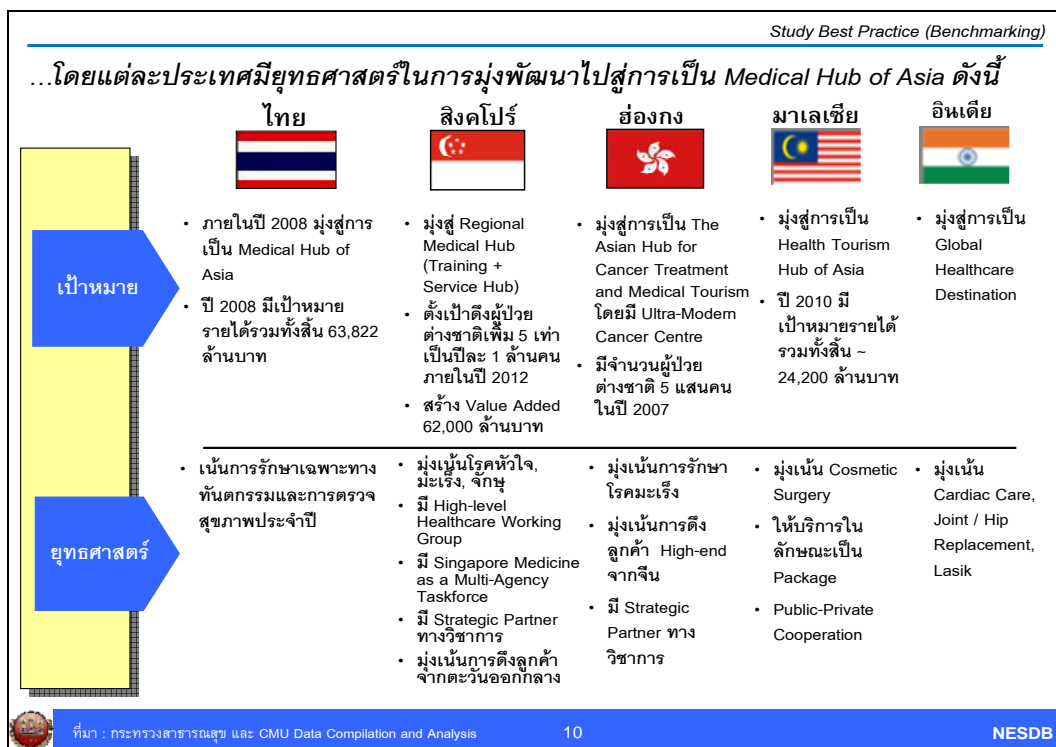 Study Best Practice (Benchmarking)
...โดยแต่ละประเทศมียุทธศาสตร์ในการมุ่งพัฒนาไปสู่การเป็น Medical Hub of Asia ดังนี้
ไทย
สิงคโปร์
ฮ่องกง
มาเลเซีย
อินเดีย
เป้าหมาย
• ภายในปี 2008 มุ่งสู่การ
เป็น Medical Hub of
Asia
• ปี 2008 มีเป้าหมาย
รายได้รวมทั้งสิ้น 63,822
ล้านบาท
• มุ่งสู่ Regional
Medical Hub
(Training +
Service Hub)
• ตั้งเป้าดึงผู้ป่วย
ต่างชาติเพิ่ม 5 เท่า
เป็นปีละ 1 ล้านคน
ภายในปี 2012
• สร้าง Value Added
62,000 ล้านบาท
• มุ่งสู่การเป็น The
Asian Hub for
Cancer Treatment
and Medical Tourism
โดยมี Ultra-Modern
Cancer Centre
• มีจำนวนผู้ป่วย
ต่างชาติ 5 แสนคน
ในปี 2007
• มุ่งสู่การเป็น
Health Tourism
Hub of Asia
• ปี 2010 มี
เป้าหมายรายได้
รวมทั้งสิ้น ~
24,200 ล้านบาท
• มุ่งสู่การเป็น
Global
Healthcare
Destination
ยุทธศาสตร์
• เน้นการรักษาเฉพาะทาง
ทันตกรรมและการตรวจ
สุขภาพประจำปี
• มุ่งเน้นโรคหัวใจ,
มะเร็ง, จักษุ
• มี High-level
Healthcare Working
Group
• มี Singapore Medicine
as a Multi-Agency
Taskforce
• มี Strategic Partner
ทางวิชาการ
• มุ่งเน้นการดึงลูกค้า
จากตะวันออกกลาง
• มุ่งเน้นการรักษา
โรคมะเร็ง
• มุ่งเน้นการดึง
ลูกค้า High-end
จากจีน
• มี Strategic
Partner ทาง
วิชาการ
• มุ่งเน้น Cosmetic
Surgery
• ให้บริการใน
ลักษณะเป็น
Package
• Public-Private
Cooperation
• มุ่งเน้น
Cardiac Care,
Joint / Hip
Replacement,
Lasik
ที่มา : กระทรวงสาธารณสุข และ CMU Data Compilation and Analysis
10
NESDB